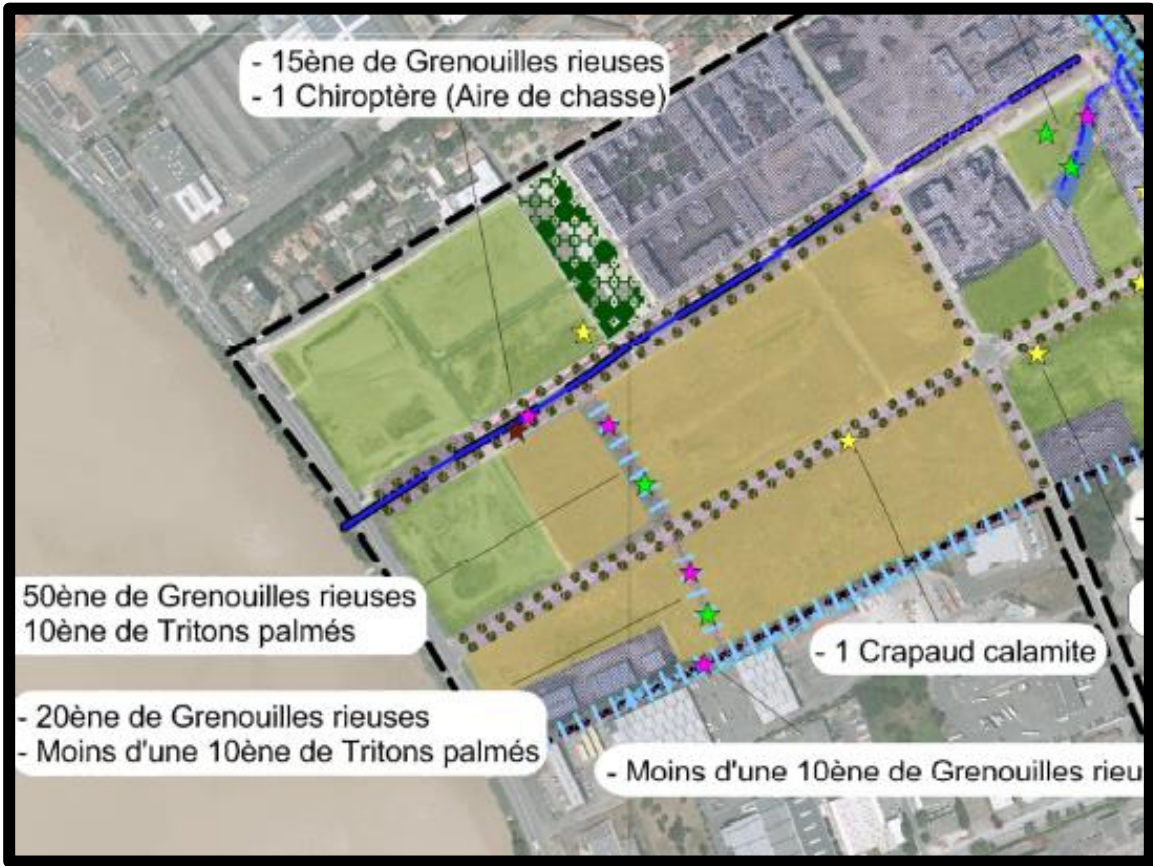 - 15ène de Grenouilles rieuses
- 1 Chiroptère (Aire de chasse)
50ène de Grenouilles rieuses
10ène de Tritons palmés
- 1 Crapaud calamite
- 20ène de Grenouilles rieuses
- Moins d'une 10ène de Tritons palmés
- Moins d'une 10ène de Grenouilles rieu